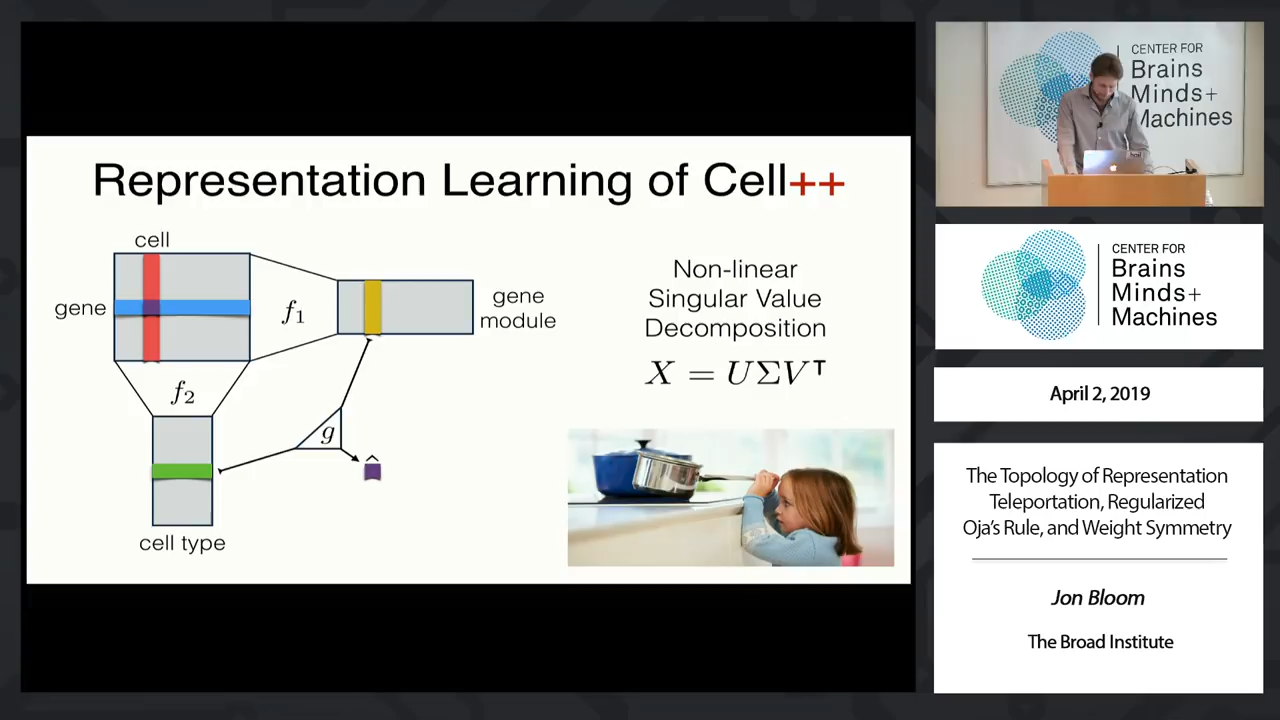 Representation Learning of Cell++
cell
gene
f₁
gene
module
f₂
g
cell type
Non-linear
Singular Value
Decomposition
X = UΣVᵀ
CENTER FOR
Brains
Minds+
Machines
CENTER FOR
Brains
Minds+
Machines
April 2, 2019
The Topology of Representation
Teleportation, Regularized
Oja's Rule, and Weight Symmetry
Jon Bloom
The Broad Institute